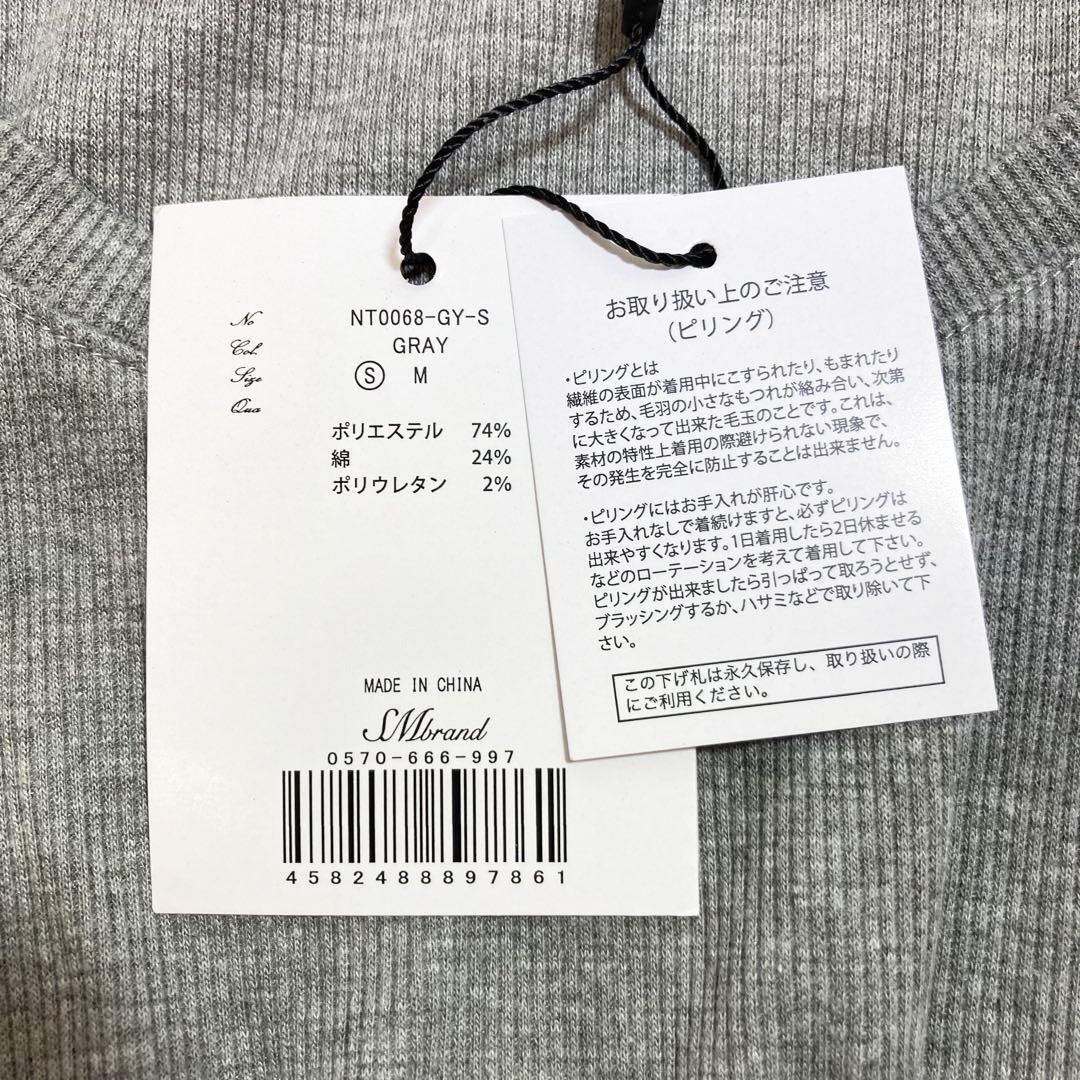 No NT0068-GY-S
Col. GRAY
Size Ⓢ M
Qua
ポリエステル 74%
綿 24%
ポリウレタン 2%
MADE IN CHINA
SMbrand
0570-666-997
4582488897861
お取り扱い上のご注意
(ピリング)
・ピリングとは
繊維の表面が着用中にこすられたり、もまれたり
するため、毛羽の小さなもつれが絡み合い、次第
に大きくなって出来た毛玉のことです。これは、
素材の特性上着用の際避けられない現象で、
その発生を完全に防止することは出来ません。
・ピリングにはお手入れが肝心です。
お手入れなしで着続けますと、必ずピリングは
出来やすくなります。1日着用したら2日休ませる
などのローテーションを考えて着用して下さい。
ピリングが出来ましたら引っぱって取ろうとせず、
ブラッシングするか、ハサミなどで取り除いて下
さい。
この下げ札は永久保存し、取り扱いの際
にご利用ください。